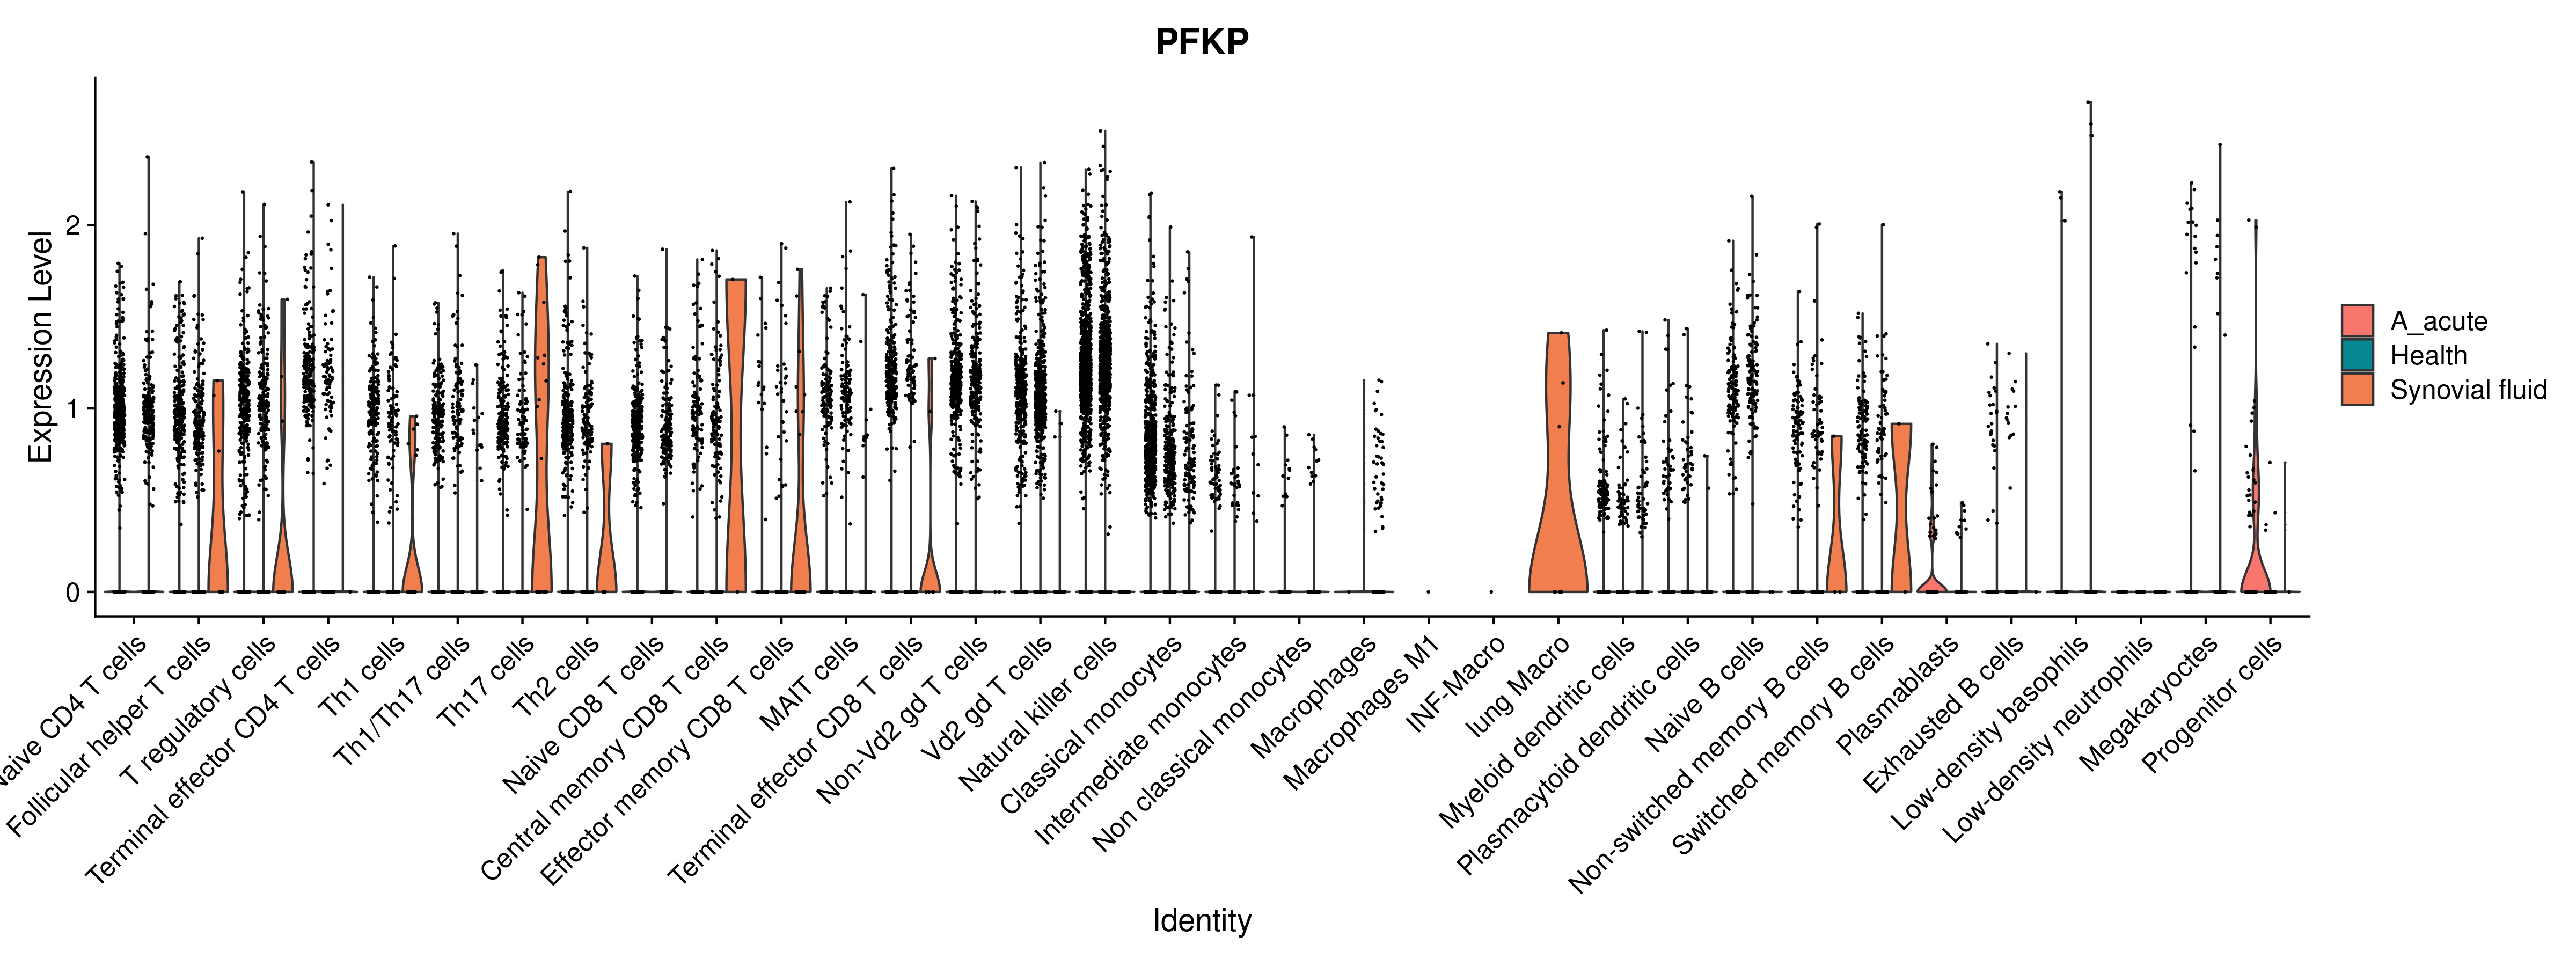 PFKP
Expression Level
2
1
0
A_acute
Health
Synovial fluid
Naive CD4 T cells
Follicular helper T cells
T regulatory cells
Terminal effector CD4 T cells
Th1 cells
Th1/Th17 cells
Th17 cells
Th2 cells
Naive CD8 T cells
Central memory CD8 T cells
Effector memory CD8 T cells
MAIT cells
Terminal effector CD8 T cells
Non-Vd2 gd T cells
Vd2 gd T cells
Natural killer cells
Classical monocytes
Intermediate monocytes
Non classical monocytes
Macrophages
Macrophages M1
INF-Macro
lung Macro
Myeloid dendritic cells
Plasmacytoid dendritic cells
Naive B cells
Non-switched memory B cells
Switched memory B cells
Plasmablasts
Exhausted B cells
Low-density basophils
Low-density neutrophils
Megakaryoctes
Progenitor cells
Identity